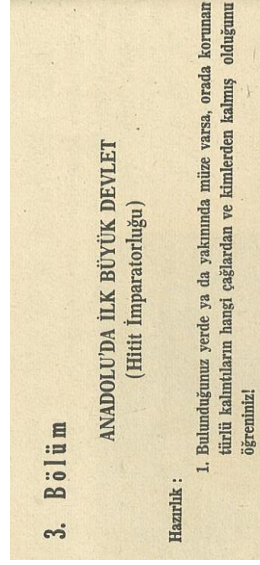 3. Bölüm
ANADOLU'DA İLK BÜYÜK DEVLET
(Hitit İmparatorluğu)
Hazırlık :
1. Bulunduğunuz yerde ya da yakınında müze varsa, orada korunan
türlü kalıntıların hangi çağlardan ve kimlerden kalmış olduğunu
öğreniniz!